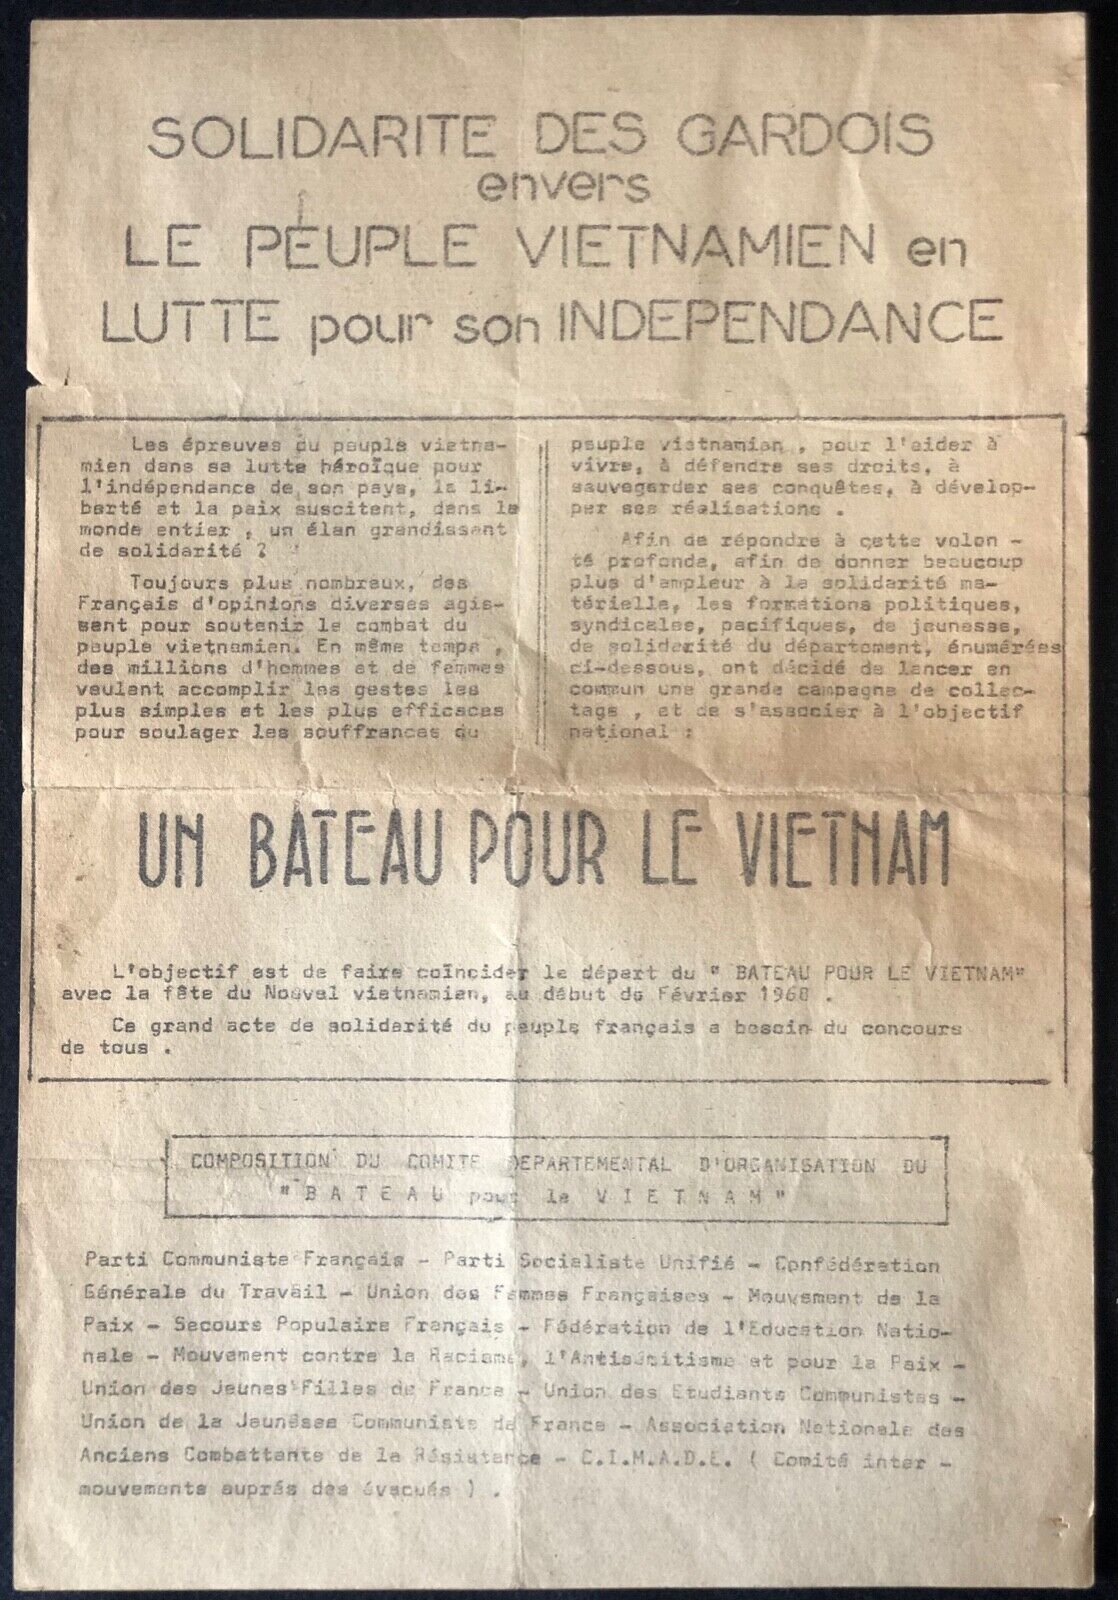 SOLIDARITE DES GARDOIS
envers
LE PEUPLE VIETNAMIEN en
LUTTE pour son INDEPENDANCE
Les épreuves du peuple vietna-
mien dans sa lutte héroïque pour
l'indépendance de son pays, la li-
berté et la paix suscitent, dans le
monde entier , un élan grandissant
de solidarité ?
Toujours plus nombreux, des
Français d'opinions diverses agis-
sent pour soutenir le combat du
peuple vietnamien. En même temps ,
des millions d'hommes et de femmes
veulent accomplir les gestes les
plus simples et les plus efficaces
pour soulager les souffrances du
peuple vietnamien , pour l'aider à
vivre, à défendre ses droits, à
sauvegarder ses conquêtes, à dévelop-
per ses réalisations .
Afin de répondre à cette volon -
té profonde, afin de donner beaucoup
plus d'ampleur à la solidarité ma-
térielle, les formations politiques,
syndicales, pacifiques, de jeunesse,
de solidarité du département, énumérées
ci-dessous, ont décidé de lancer en
commun une grande campagne de collec-
tags , et de s'associer à l'objectif
national :
UN BATEAU POUR LE VIETNAM
L'objectif est de faire coïncider le départ du " BATEAU POUR LE VIETNAM"
avec la fête du Nouvel vietnamien, au début de Février 1968 .
Ce grand acte de solidarité du peuple français a besoin du concours
de tous .
COMPOSITION DU COMITE DEPARTEMENTAL D'ORGANISATION DU
" B A T E A U pour le V I E T N A M "
Parti Communiste Français - Parti Socialiste Unifié - Confédération
Générale du Travail - Union des Femmes Françaises - Mouvement de la
Paix - Secours Populaire Français - Fédération de l'Education Natio-
nale - Mouvement contre le Racisme, l'Antisémitisme et pour la Paix -
Union des Jeunes Filles de France - Union des Etudiants Communistes -
Union de la Jeunesse Communiste de France - Association Nationale des
Anciens Combattants de la Résistance - C.I.M.A.D.E. ( Comité inter -
mouvements auprés des évacués ) .